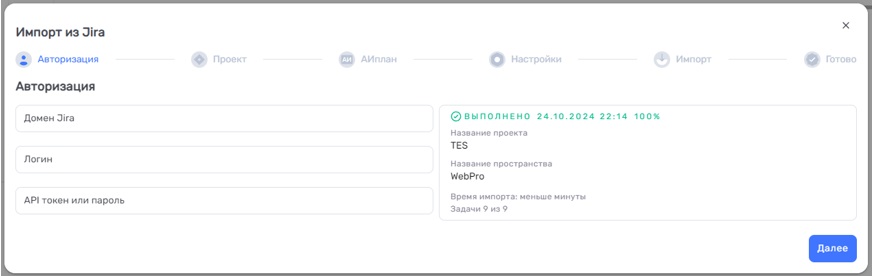 Импорт из Jira
Авторизация
Проект
АИ
АИплан
Настройки
Импорт
Готово
Авторизация
Домен Jira
Логин
API токен или пароль
ВЫПОЛНЕНО 24.10.2024 22:14 100%
Название проекта
TES
Название пространства
WebPro
Время импорта: меньше минуты
Задачи 9 из 9
Далее